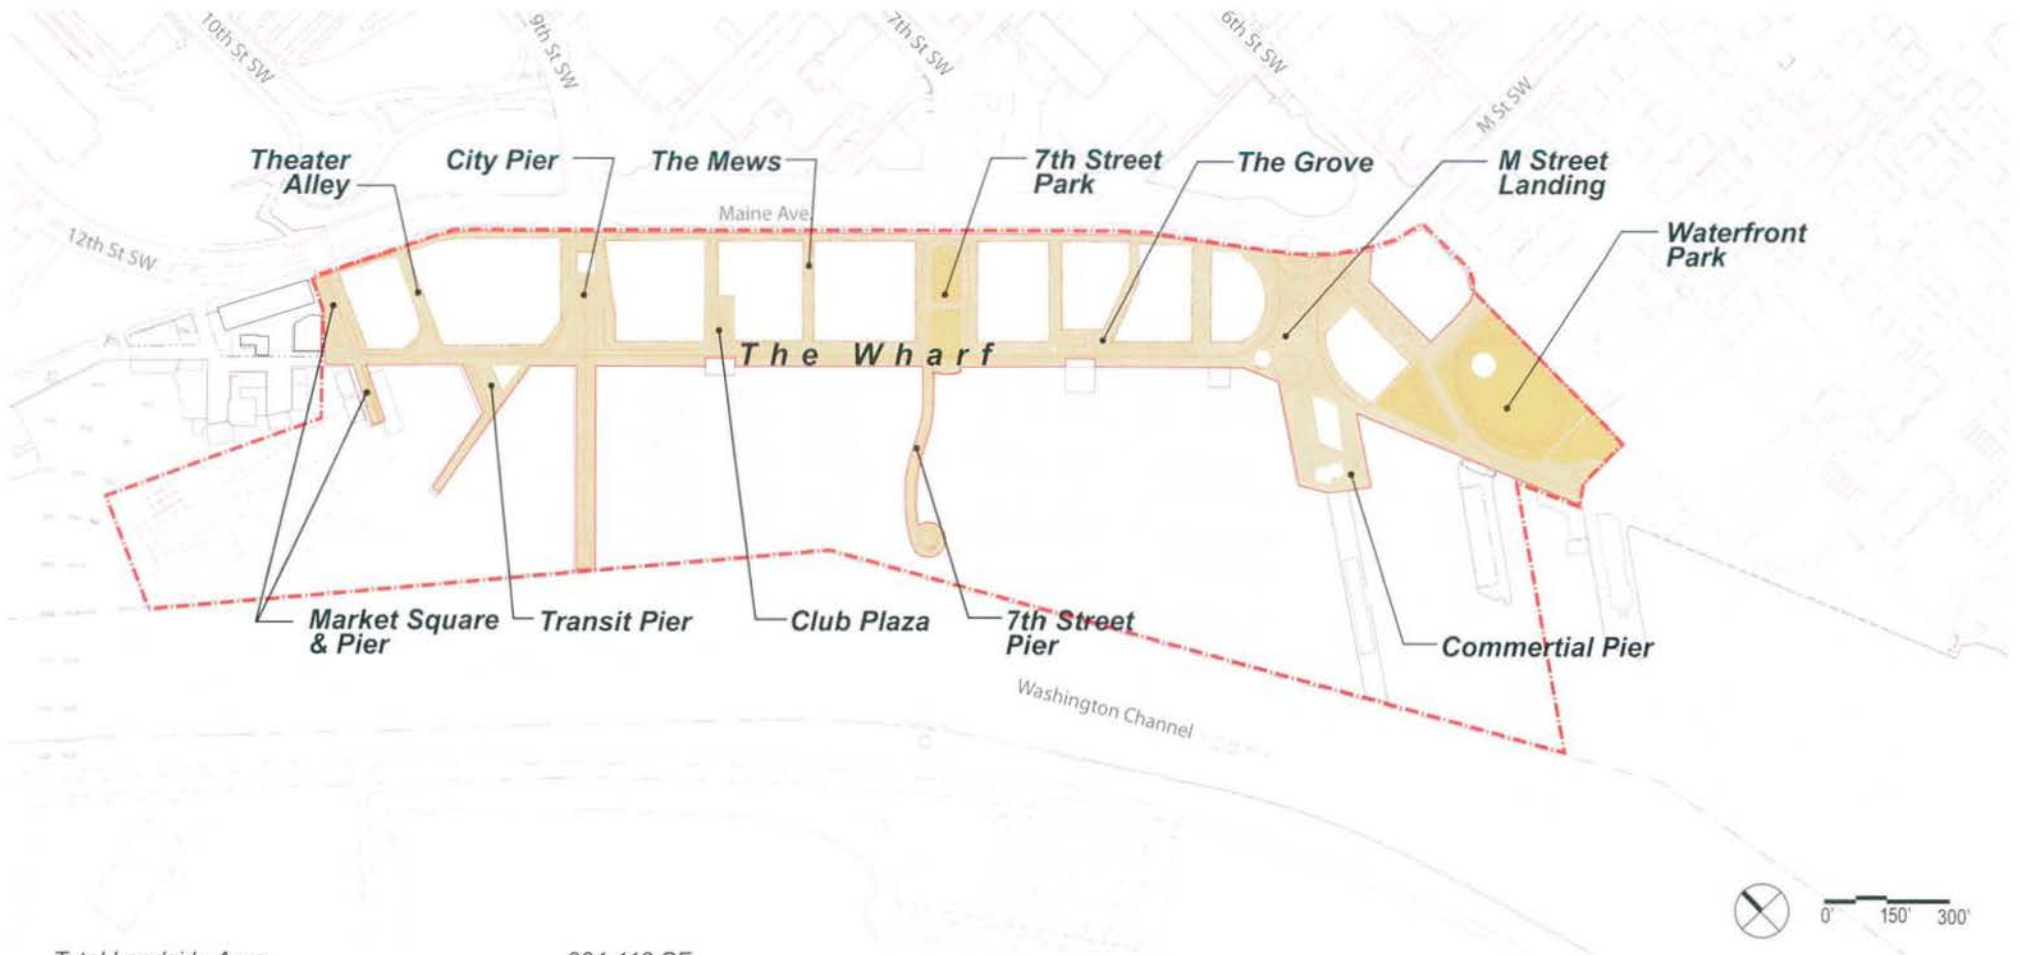 10th St SW
9th St SW
7th St SW
6th St SW
M St SW
Theater
Alley
City Pier
The Mews
7th Street
Park
The Grove
M Street
Landing
Maine Ave.
12th St SW
Waterfront
Park
The Wharf
Market Square
& Pier
Transit Pier
Club Plaza
7th Street
Pier
Commertial Pier
Washington Channel
0' 150' 300'